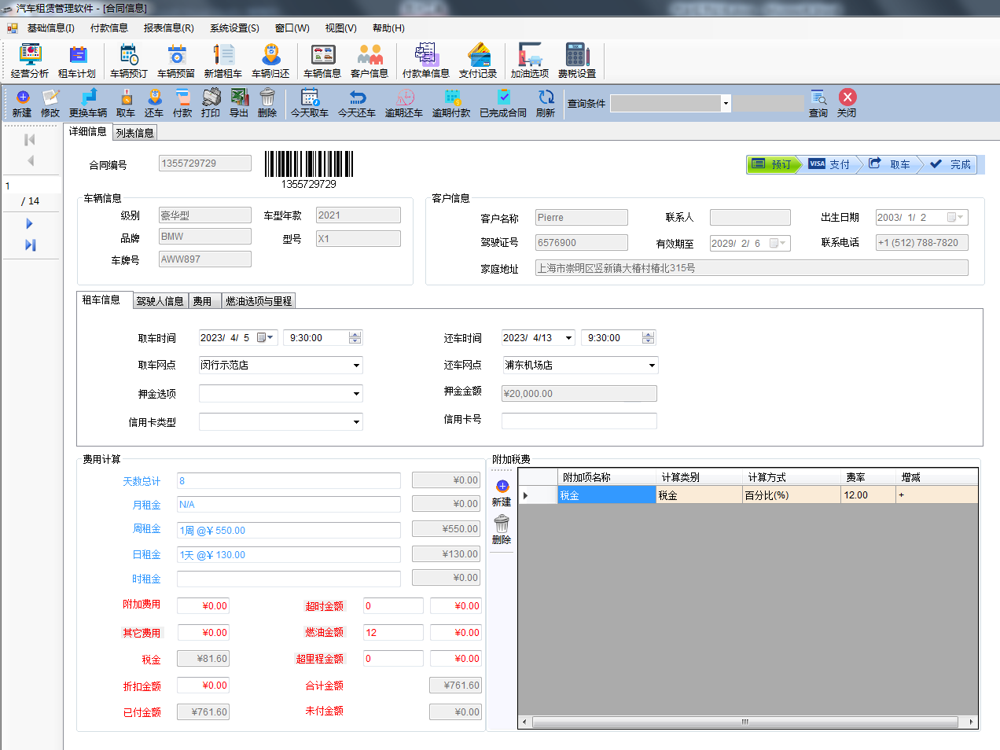 汽车租赁管理软件 - [合同信息]
基础信息(I) 付款信息 报表信息(R) 系统设置(S) 窗口(W) 视图(V) 帮助(H)
经营分析 租车计划 车辆预订 车辆预留 新增租车 车辆归还 车辆信息 客户信息 付款单信息 支付记录 加油选项 费税设置
新建 修改 更换车辆 取车 还车 付款 打印 导出 删除 今天取车 今天还车 逾期还车 逾期付款 已完成合同 刷新 查询条件 查询 关闭
详细信息 列表信息
1
/ 14
合同编号 1355729729
1355729729
预订 VISA 支付 取车 完成
车辆信息
级别 豪华型 车型年款 2021
品牌 BMW 型号 X1
车牌号 AWW897
客户信息
客户名称 Pierre 联系人 出生日期 2003/ 1/ 2
驾驶证号 6576900 有效期至 2029/ 2/ 6 联系电话 +1 (512) 788-7820
家庭地址 上海市崇明区竖新镇大椿村椿北315号
租车信息 驾驶人信息 费用 燃油选项与里程
取车时间 2023/ 4/ 5 9:30:00 还车时间 2023/ 4/13 9:30:00
取车网点 闵行示范店 还车网点 浦东机场店
押金选项 押金金额 ¥20,000.00
信用卡类型 信用卡号
费用计算
天数总计 8 ¥0.00
月租金 N/A ¥0.00
周租金 1周 @¥ 550.00 ¥550.00
日租金 1天 @¥ 130.00 ¥130.00
时租金 ¥0.00
附加费用 ¥0.00 超时金额 0 ¥0.00
其它费用 ¥0.00 燃油金额 12 ¥0.00
税金 ¥81.60 超里程金额 0 ¥0.00
折扣金额 ¥0.00 合计金额 ¥761.60
已付金额 ¥761.60 未付金额 ¥0.00
附加税费
新建
删除
附加项名称 计算类别 计算方式 费率 增减
税金 税金 百分比(%) 12.00 +